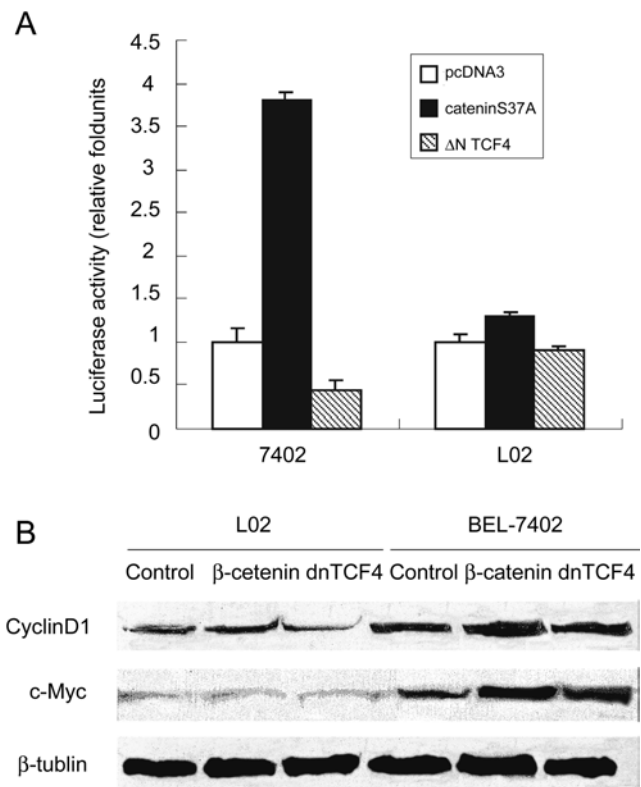 A
Luciferase activity (relative foldunits)
4.5
4
3.5
3
2.5
2
1.5
1
0.5
0
pcDNA3
cateninS37A
ΔN TCF4
7402
L02
B
L02 BEL-7402
Control β-cetenin dnTCF4 Control β-catenin dnTCF4
CyclinD1
c-Myc
β-tublin